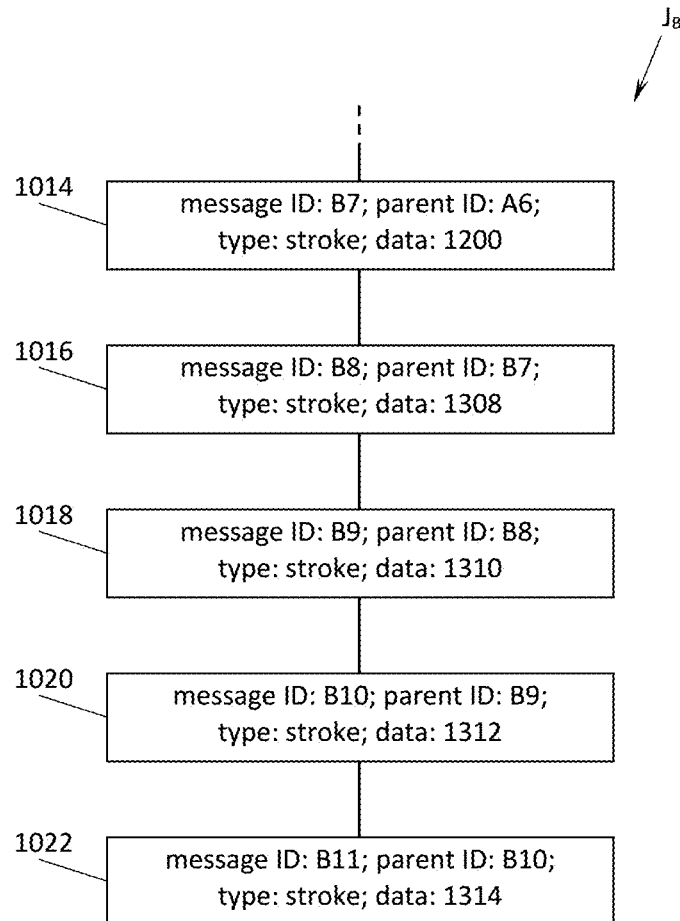 J_B
1014
message ID: B7; parent ID: A6;
type: stroke; data: 1200
1016
message ID: B8; parent ID: B7;
type: stroke; data: 1308
1018
message ID: B9; parent ID: B8;
type: stroke; data: 1310
1020
message ID: B10; parent ID: B9;
type: stroke; data: 1312
1022
message ID: B11; parent ID: B10;
type: stroke; data: 1314